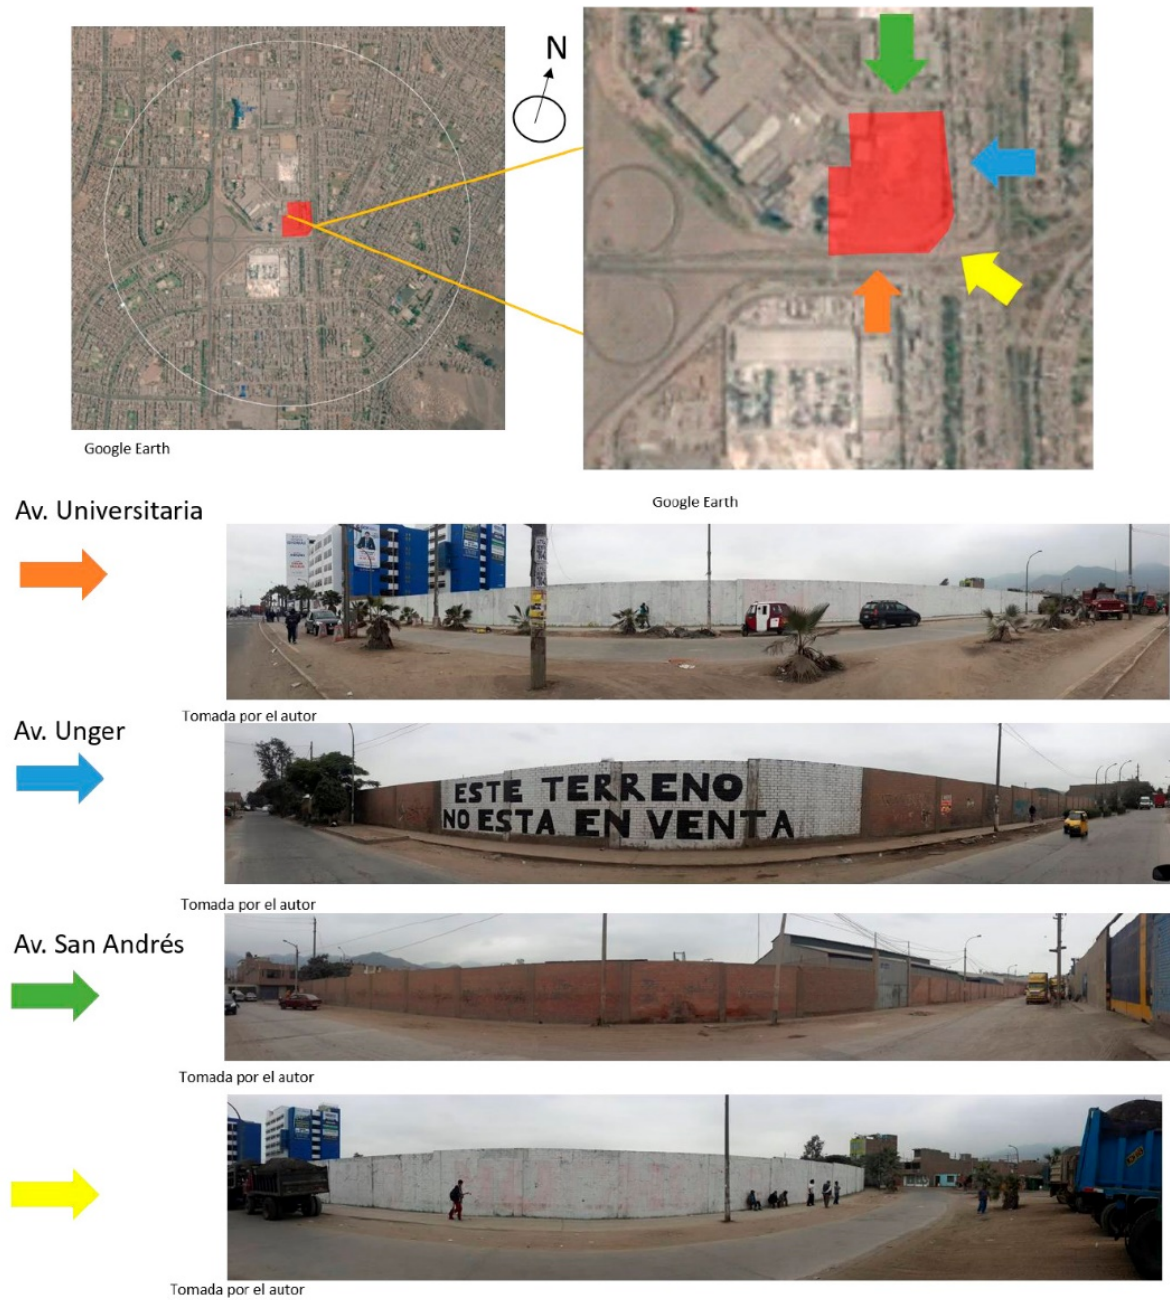 N
Google Earth
Google Earth
Av. Universitaria
Tomada por el autor
Av. Unger
ESTE TERRENO
NO ESTA EN VENTA
Tomada por el autor
Av. San Andrés
Tomada por el autor
Tomada por el autor